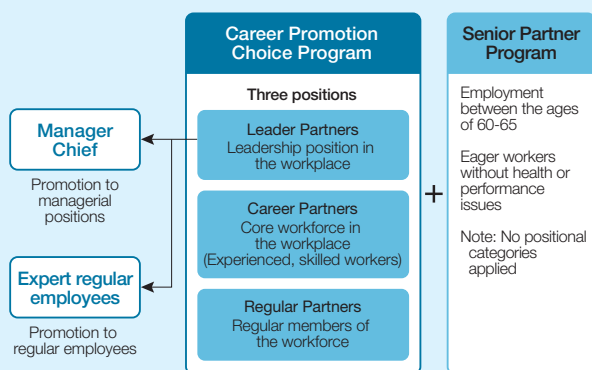 Career Promotion
Choice Program
Three positions
Leader Partners
Leadership position in
the workplace
Career Partners
Core workforce in
the workplace
(Experienced, skilled workers)
Regular Partners
Regular members of
the workforce
Manager
Chief
Promotion to
managerial
positions
Expert regular
employees
Promotion to
regular employees
+
Senior Partner
Program
Employment
between the ages
of 60-65
Eager workers
without health or
performance
issues
Note: No positional
categories
applied